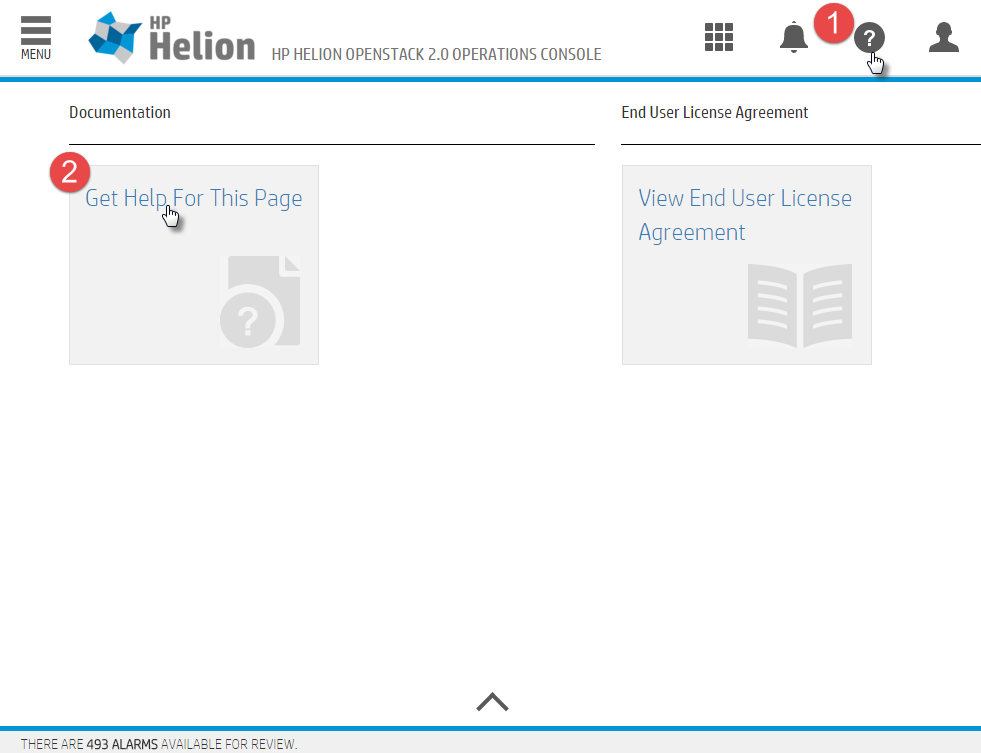 MENU
HP
Helion
HP HELION OPENSTACK 2.0 OPERATIONS CONSOLE
1
?
Documentation
End User License Agreement
2
Get Help For This Page
View End User License
Agreement
?
THERE ARE 493 ALARMS AVAILABLE FOR REVIEW.